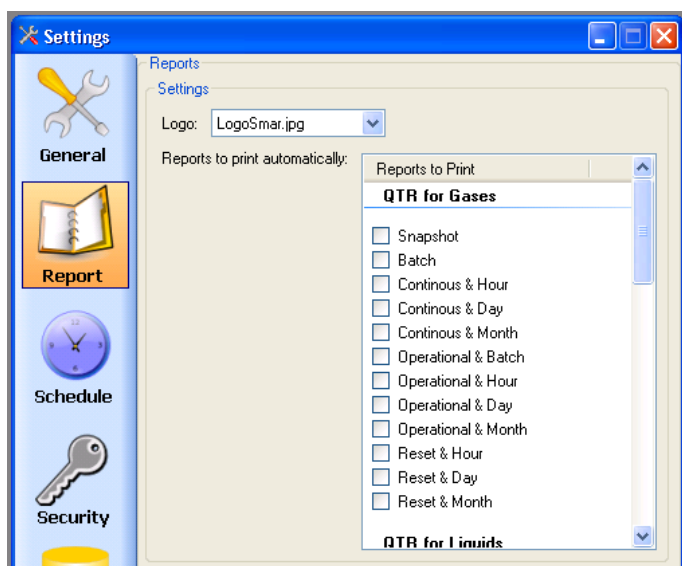 Settings
Reports
Settings
Logo: LogoSmar.jpg
General
Reports to print automatically:
Reports to Print
QTR for Gases
Snapshot
Batch
Report
Continous & Hour
Continous & Day
Continous & Month
Operational & Batch
Schedule
Operational & Hour
Operational & Day
Operational & Month
Reset & Hour
Reset & Day
Reset & Month
Security
QTR for Liquids